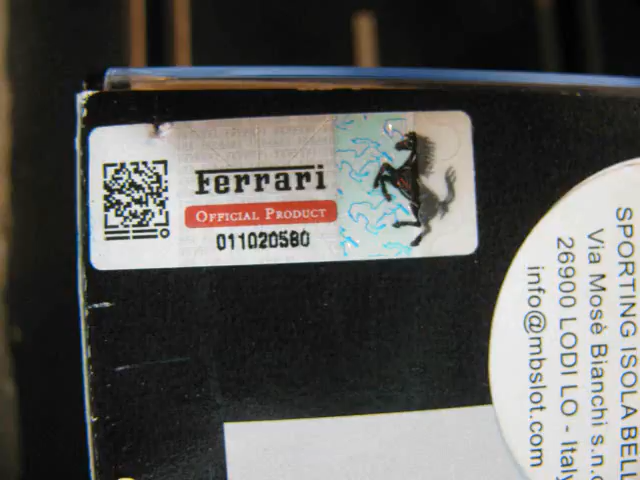 Ferrari
OFFICIAL PRODUCT
011020580
SPORTING ISOLA BELL
Via Mosè Bianchi s.n.c
26900 LODI LO - Italy
info@mbslot.com